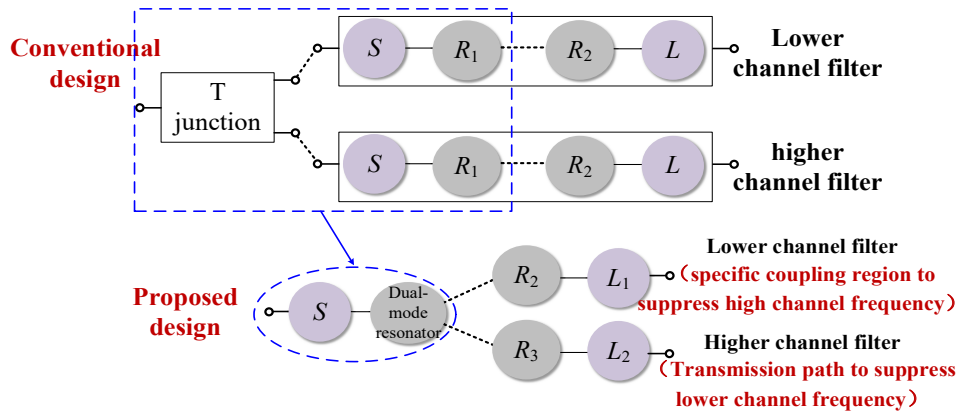 Conventional
design
T
junction
S
R1
R2
L
Lower
channel filter
S
R1
R2
L
higher
channel filter
Proposed
design
S
Dual-
mode
resonator
R2
L1
Lower channel filter
（specific coupling region to
suppress high channel frequency）
R3
L2
Higher channel filter
（Transmission path to suppress
lower channel frequency）